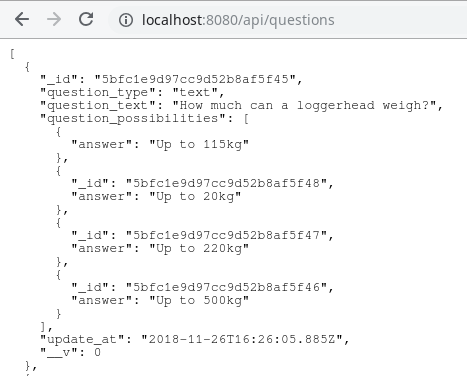 localhost:8080/api/questions
[
  {
    "_id": "5bfc1e9d97cc9d52b8af5f45",
    "question_type": "text",
    "question_text": "How much can a loggerhead weigh?",
    "question_possibilities": [
      {
        "answer": "Up to 115kg"
      },
      {
        "_id": "5bfc1e9d97cc9d52b8af5f48",
        "answer": "Up to 20kg"
      },
      {
        "_id": "5bfc1e9d97cc9d52b8af5f47",
        "answer": "Up to 220kg"
      },
      {
        "_id": "5bfc1e9d97cc9d52b8af5f46",
        "answer": "Up to 500kg"
      }
    ],
    "update_at": "2018-11-26T16:26:05.885Z",
    "__v": 0
  },